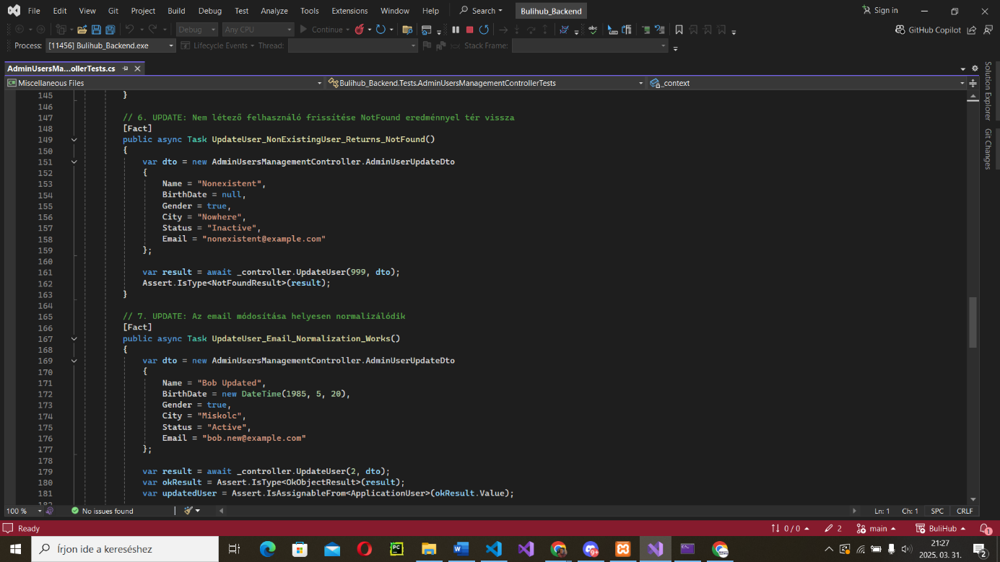 File Edit View Git Project Build Debug Test Analyze Tools Extensions Window Help Search Bulihub_Backend Sign in
Debug Any CPU Continue GitHub Copilot
Process: [11456] Bulihub_Backend.exe Lifecycle Events Thread: Stack Frame:
AdminUsersMa...ollerTests.cs
Miscellaneous Files Bulihub_Backend.Tests.AdminUsersManagementControllerTests _context
145 }
146
147 // 6. UPDATE: Nem létező felhasználó frissítése NotFound eredménnyel tér vissza
148 [Fact]
149 public async Task UpdateUser_NonExistingUser_Returns_NotFound()
150 {
151 var dto = new AdminUsersManagementController.AdminUserUpdateDto
152 {
153 Name = "Nonexistent",
154 BirthDate = null,
155 Gender = true,
156 City = "Nowhere",
157 Status = "Inactive",
158 Email = "nonexistent@example.com"
159 };
160
161 var result = await _controller.UpdateUser(999, dto);
162 Assert.IsType<NotFoundResult>(result);
163 }
164
165 // 7. UPDATE: Az email módosítása helyesen normalizálódik
166 [Fact]
167 public async Task UpdateUser_Email_Normalization_Works()
168 {
169 var dto = new AdminUsersManagementController.AdminUserUpdateDto
170 {
171 Name = "Bob Updated",
172 BirthDate = new DateTime(1985, 5, 20),
173 Gender = true,
174 City = "Miskolc",
175 Status = "Active",
176 Email = "bob.new@example.com"
177 };
178
179 var result = await _controller.UpdateUser(2, dto);
180 var okResult = Assert.IsType<OkObjectResult>(result);
181 var updatedUser = Assert.IsAssignableFrom<ApplicationUser>(okResult.Value);
182
Solution Explorer
Git Changes
100 % No issues found Ln: 1 Ch: 1 SPC CRLF
Ready 0 / 0 2 main BuliHub 1
Írjon ide a kereséshez
21:27
2025. 03. 31.
2